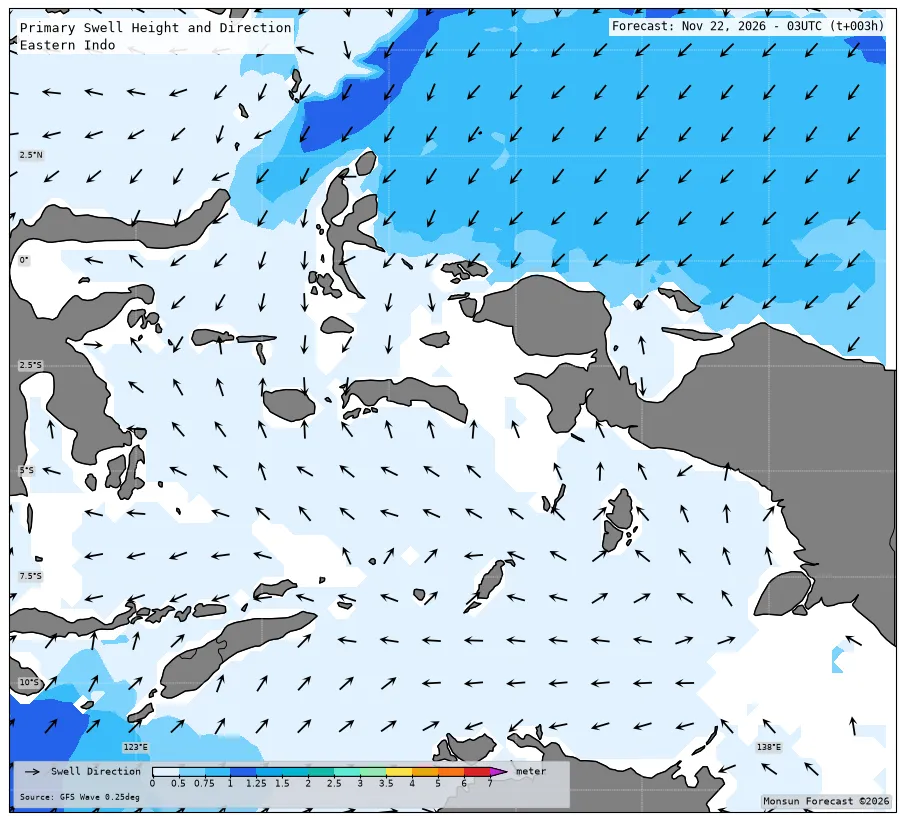 Primary Swell Height and Direction
Eastern Indo
Forecast: Nov 22, 2026 - 03UTC (t+003h)
2.5°N
0°
2.5°S
5°S
7.5°S
10°S
123°E
138°E
Swell Direction
meter
0 0.5 0.75 1 1.25 1.5 2 2.5 3 3.5 4 5 6 7
Source: GFS Wave 0.25deg
Monsun Forecast ©2026